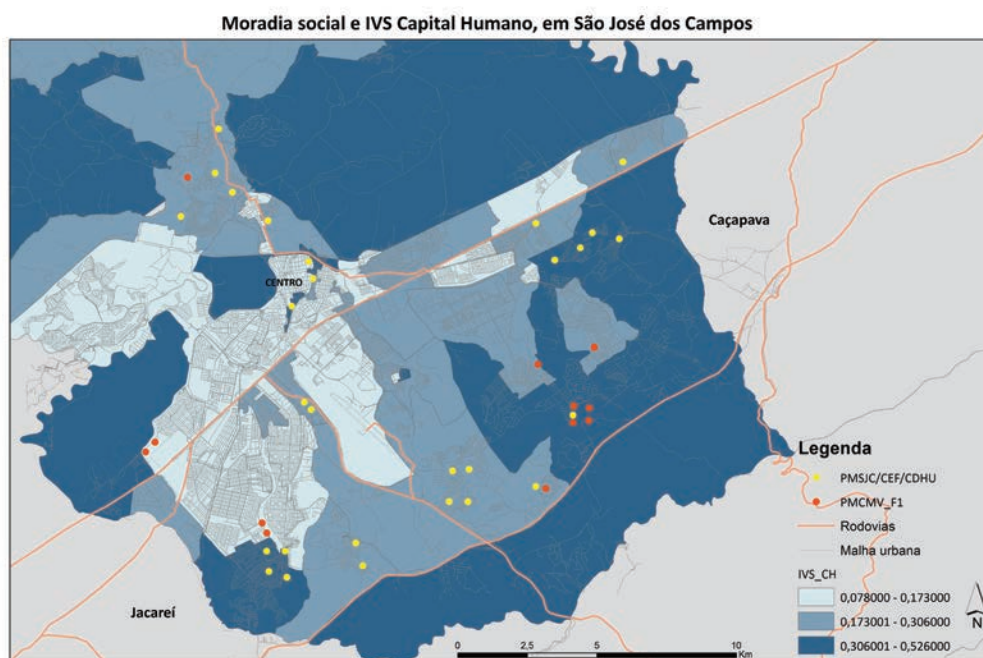 Moradia social e IVS Capital Humano, em São José dos Campos
Caçapava
CENTRO
Jacareí
Legenda
PMSJC/CEF/CDHU
PMCMV_F1
Rodovias
Malha urbana
IVS_CH
0,078000 - 0,173000
0,173001 - 0,306000
0,306001 - 0,526000
N
0 2,5 5 10
Km